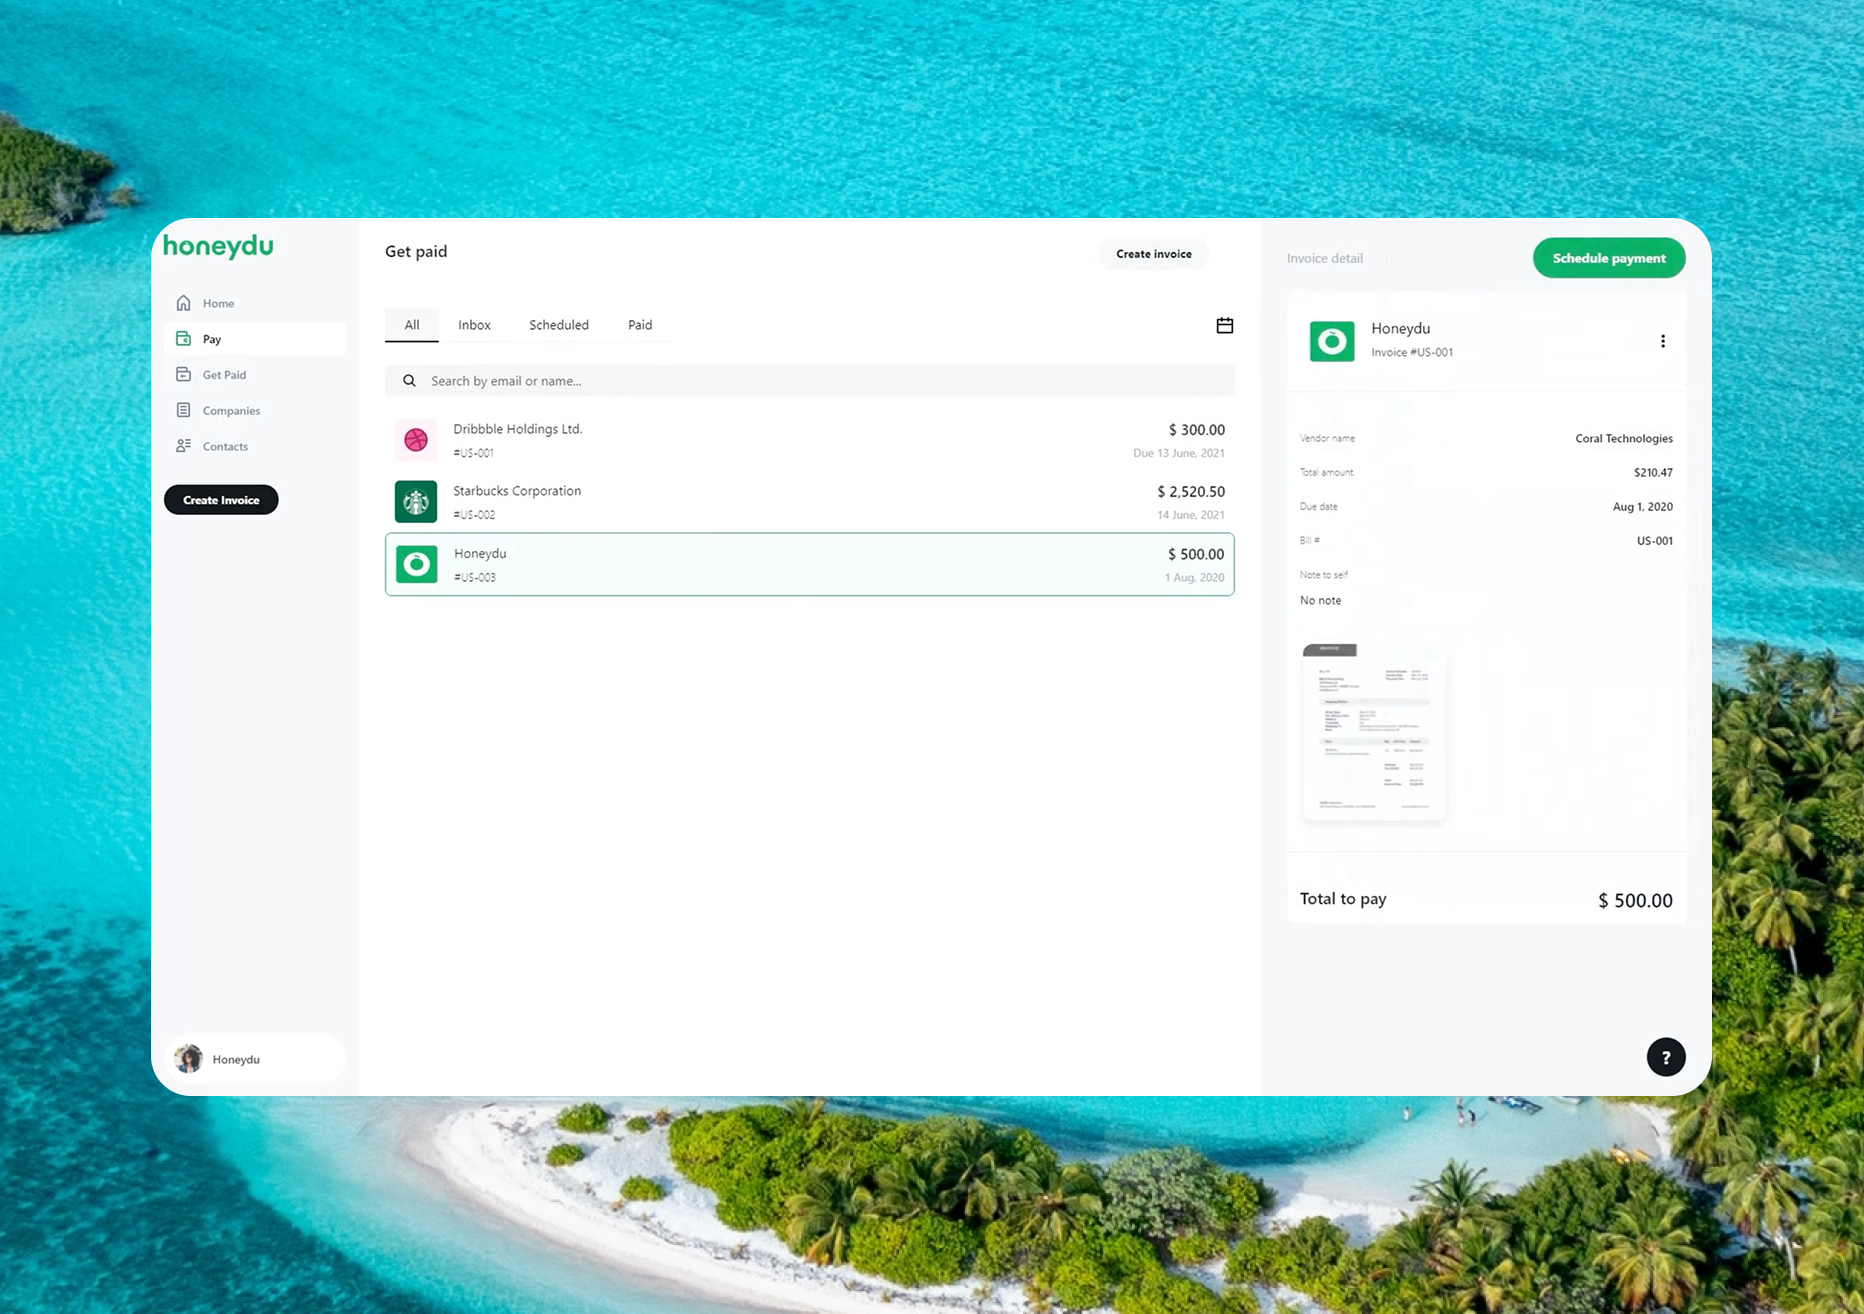 honeydu
Home
Pay
Get Paid
Companies
Contacts
Create Invoice
Honeydu
Get paid
Create invoice
All Inbox Scheduled Paid
Search by email or name...
Dribbble Holdings Ltd. $ 300.00
#US-001 Due 13 June, 2021
Starbucks Corporation $ 2,520.50
#US-002 14 June, 2021
Honeydu $ 500.00
#US-003 1 Aug, 2020
Invoice detail
Schedule payment
Honeydu
Invoice #US-001
Vendor name Coral Technologies
Total amount $210.47
Due date Aug 1, 2020
Bill # US-001
Note to self
No note
INVOICE
Total to pay $ 500.00
?